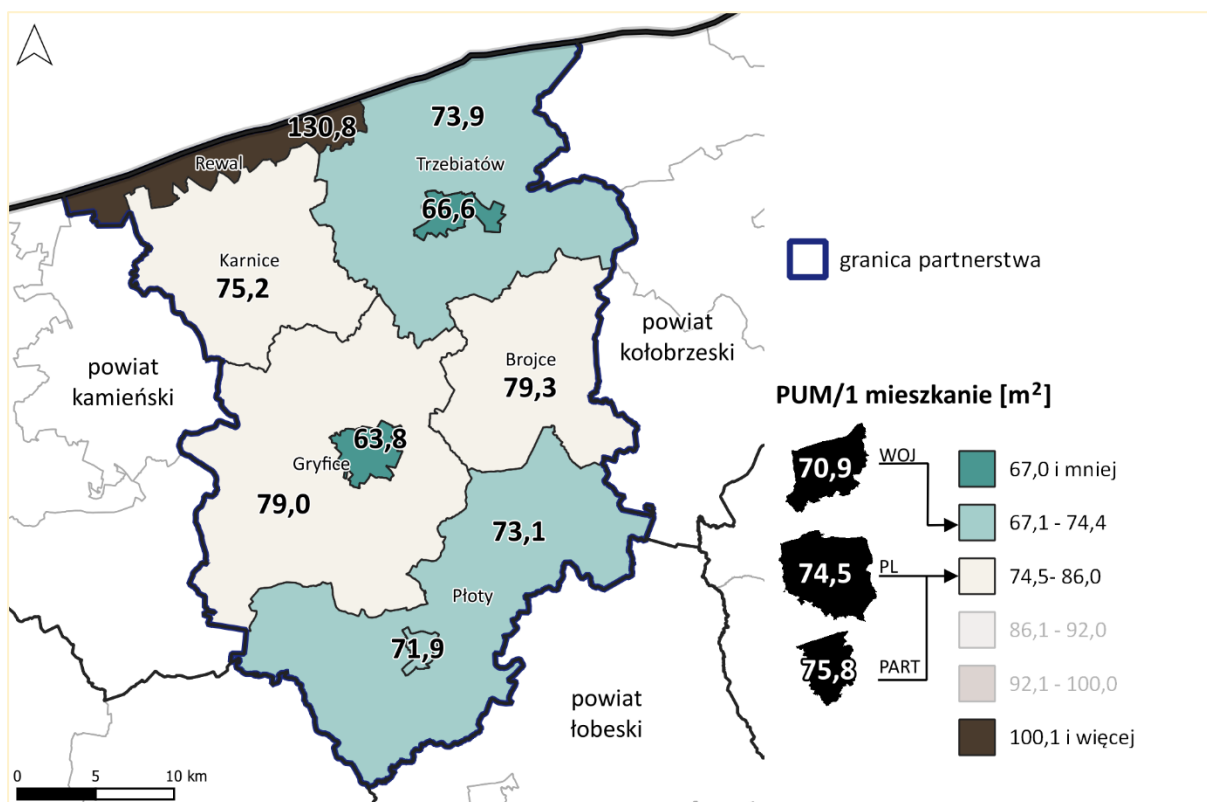 130,8
Rewal
73,9
Trzebiatów
66,6
Karnice
75,2
powiat
kamieński
Brojce
79,3
powiat
kołobrzeski
63,8
Gryfice
79,0
73,1
Płoty
71,9
powiat
łobeski
0 5 10 km
granica partnerstwa
PUM/1 mieszkanie [m²]
70,9 WOJ
74,5 PL
75,8 PART
67,0 i mniej
67,1 - 74,4
74,5- 86,0
86,1 - 92,0
92,1 - 100,0
100,1 i więcej